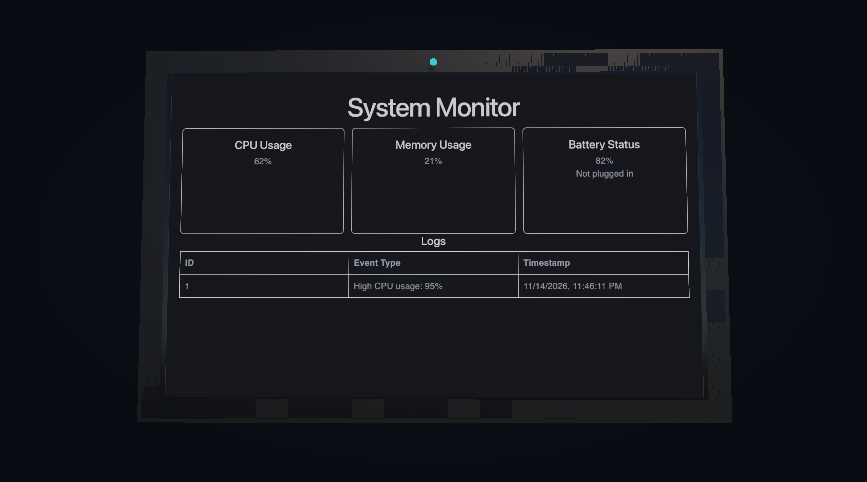 System Monitor
CPU Usage
62%
Memory Usage
21%
Battery Status
82%
Not plugged in
Logs
ID Event Type Timestamp
1 High CPU usage: 95% 11/14/2026, 11:46:11 PM